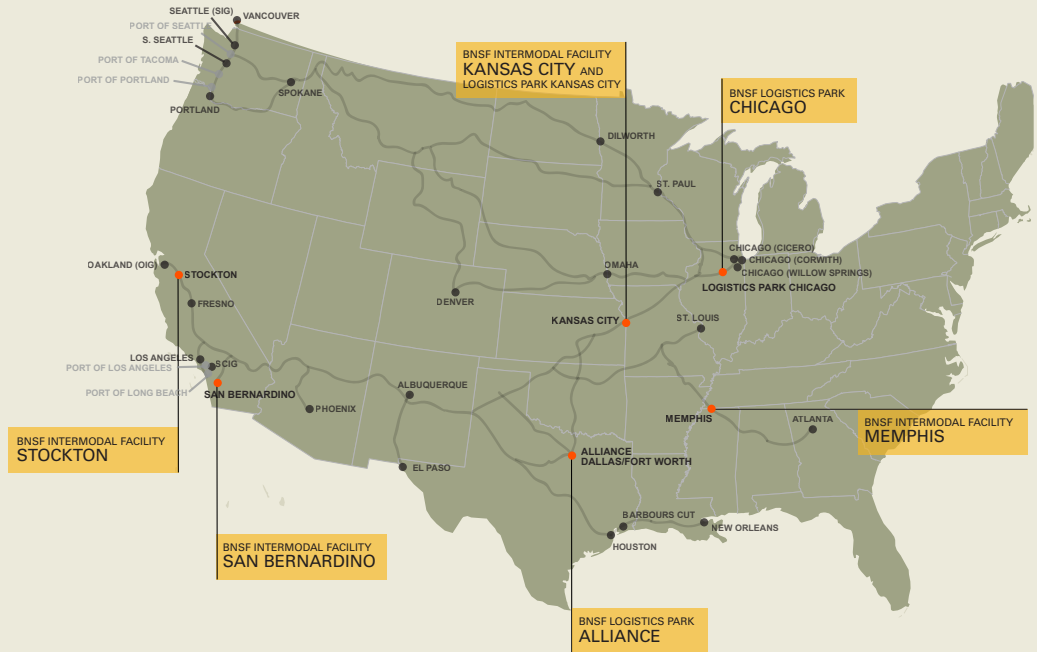 SEATTLE (SIG)
VANCOUVER
PORT OF SEATTLE
S. SEATTLE
PORT OF TACOMA
PORT OF PORTLAND
PORTLAND
SPOKANE
BNSF INTERMODAL FACILITY
KANSAS CITY AND
LOGISTICS PARK KANSAS CITY
BNSF LOGISTICS PARK
CHICAGO
DILWORTH
ST. PAUL
CHICAGO (CICERO)
CHICAGO (CORWITH)
CHICAGO (WILLOW SPRINGS)
LOGISTICS PARK CHICAGO
OAKLAND (OIG)
STOCKTON
OMAHA
DENVER
FRESNO
KANSAS CITY
ST. LOUIS
LOS ANGELES
SCIG
PORT OF LOS ANGELES
PORT OF LONG BEACH
SAN BERNARDINO
ALBUQUERQUE
PHOENIX
MEMPHIS
ATLANTA
BNSF INTERMODAL FACILITY
MEMPHIS
BNSF INTERMODAL FACILITY
STOCKTON
ALLIANCE
DALLAS/FORT WORTH
EL PASO
BARBOURS CUT
NEW ORLEANS
HOUSTON
BNSF INTERMODAL FACILITY
SAN BERNARDINO
BNSF LOGISTICS PARK
ALLIANCE